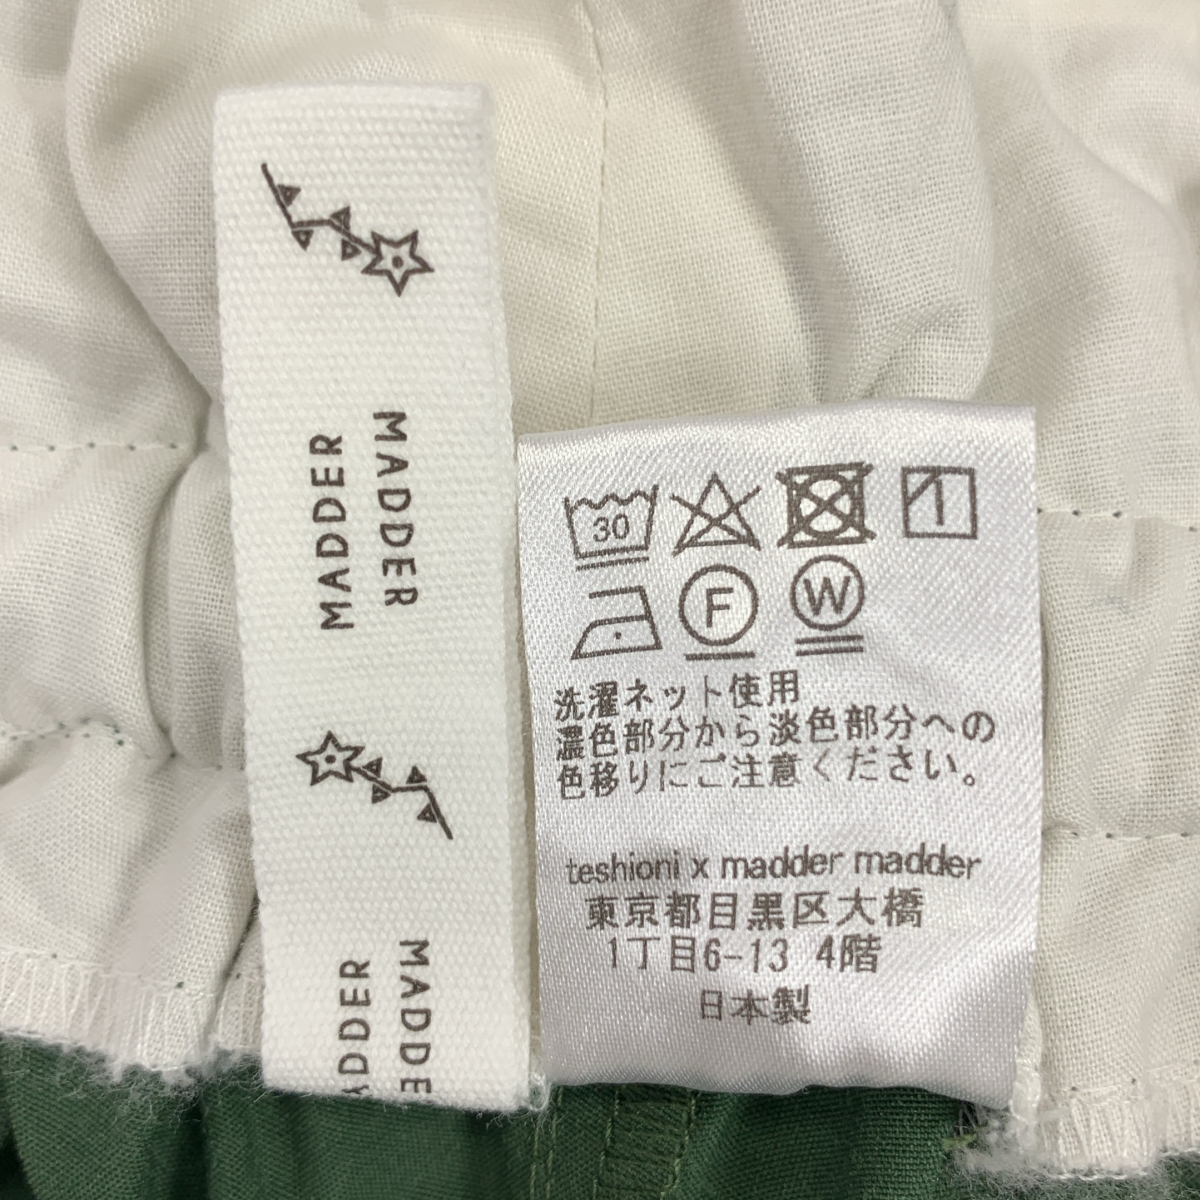 MADDER
MADDER
MADDER
MADDE
30
F
W
洗濯ネット使用
濃色部分から淡色部分への
色移りにご注意ください。
teshioni x madder madder
東京都目黒区大橋
1丁目6-13 4階
日本製